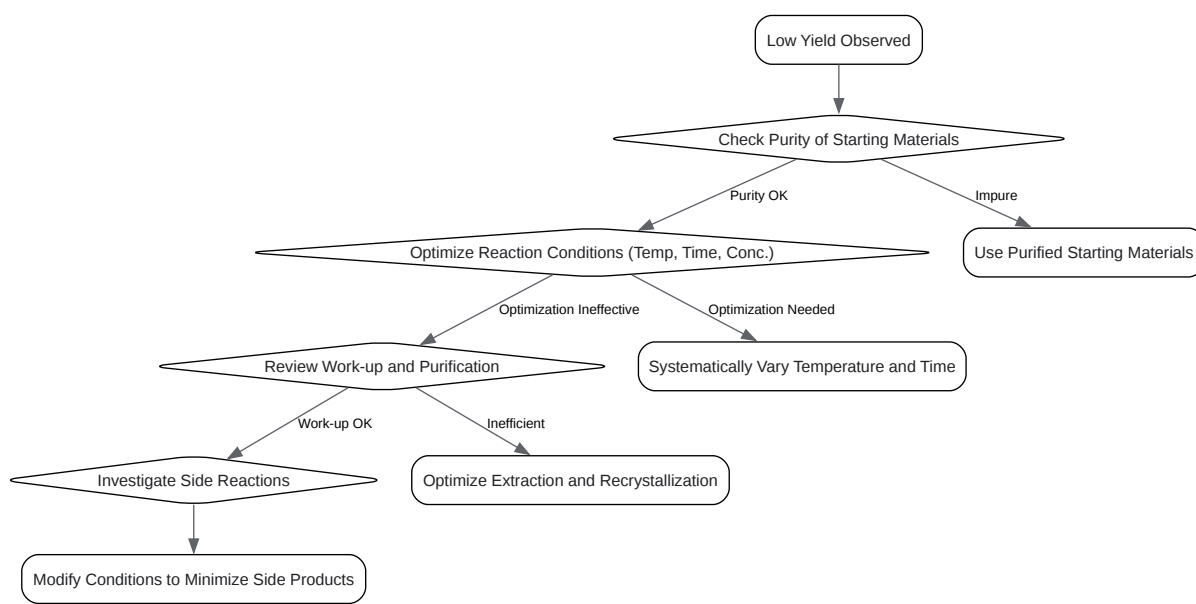 Low Yield Observed
Check Purity of Starting Materials
Purity OK
Impure
Optimize Reaction Conditions (Temp, Time, Conc.)
Use Purified Starting Materials
Optimization Ineffective
Optimization Needed
Review Work-up and Purification
Systematically Vary Temperature and Time
Work-up OK
Inefficient
Investigate Side Reactions
Optimize Extraction and Recrystallization
Modify Conditions to Minimize Side Products